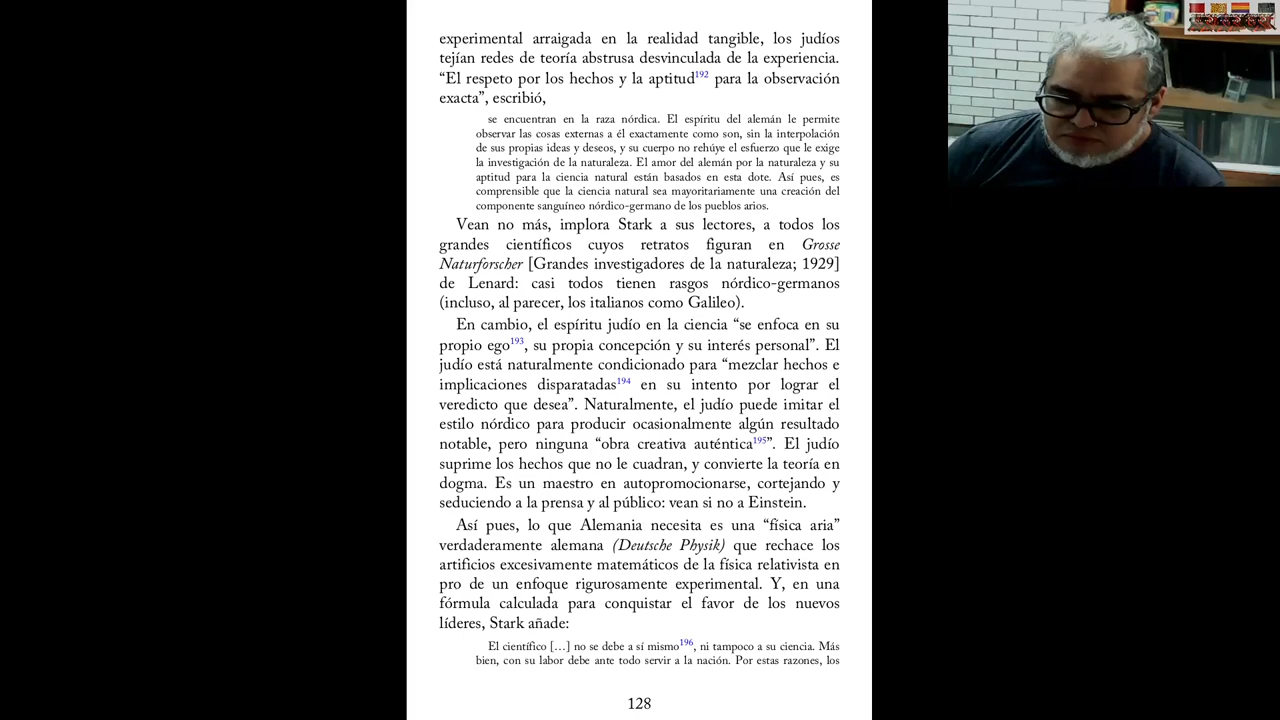 experimental arraigada en la realidad tangible, los judíos
tejían redes de teoría abstrusa desvinculada de la experiencia.
“El respeto por los hechos y la aptitud192 para la observación
exacta”, escribió,
se encuentran en la raza nórdica. El espíritu del alemán le permite
observar las cosas externas a él exactamente como son, sin la interpolación
de sus propias ideas y deseos, y su cuerpo no rehúye el esfuerzo que le exige
la investigación de la naturaleza. El amor del alemán por la naturaleza y su
aptitud para la ciencia natural están basados en esta dote. Así pues, es
comprensible que la ciencia natural sea mayoritariamente una creación del
componente sanguíneo nórdico-germano de los pueblos arios.
Vean no más, implora Stark a sus lectores, a todos los
grandes científicos cuyos retratos figuran en Grosse
Naturforscher [Grandes investigadores de la naturaleza; 1929]
de Lenard: casi todos tienen rasgos nórdico-germanos
(incluso, al parecer, los italianos como Galileo).
En cambio, el espíritu judío en la ciencia “se enfoca en su
propio ego193, su propia concepción y su interés personal”. El
judío está naturalmente condicionado para “mezclar hechos e
implicaciones disparatadas194 en su intento por lograr el
veredicto que desea”. Naturalmente, el judío puede imitar el
estilo nórdico para producir ocasionalmente algún resultado
notable, pero ninguna “obra creativa auténtica195”. El judío
suprime los hechos que no le cuadran, y convierte la teoría en
dogma. Es un maestro en autopromocionarse, cortejando y
seduciendo a la prensa y al público: vean si no a Einstein.
Así pues, lo que Alemania necesita es una “física aria”
verdaderamente alemana (Deutsche Physik) que rechace los
artificios excesivamente matemáticos de la física relativista en
pro de un enfoque rigurosamente experimental. Y, en una
fórmula calculada para conquistar el favor de los nuevos
líderes, Stark añade:
El científico […] no se debe a sí mismo196, ni tampoco a su ciencia. Más
bien, con su labor debe ante todo servir a la nación. Por estas razones, los
128